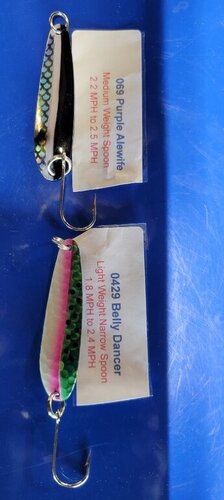 069 Purple Alewife
Medium Weight Spoon
2.2 MPH to 2.5 MPH
0429 Belly Dancer
Light Weight Narrow Spoon
1.8 MPH to 2.4 MPH